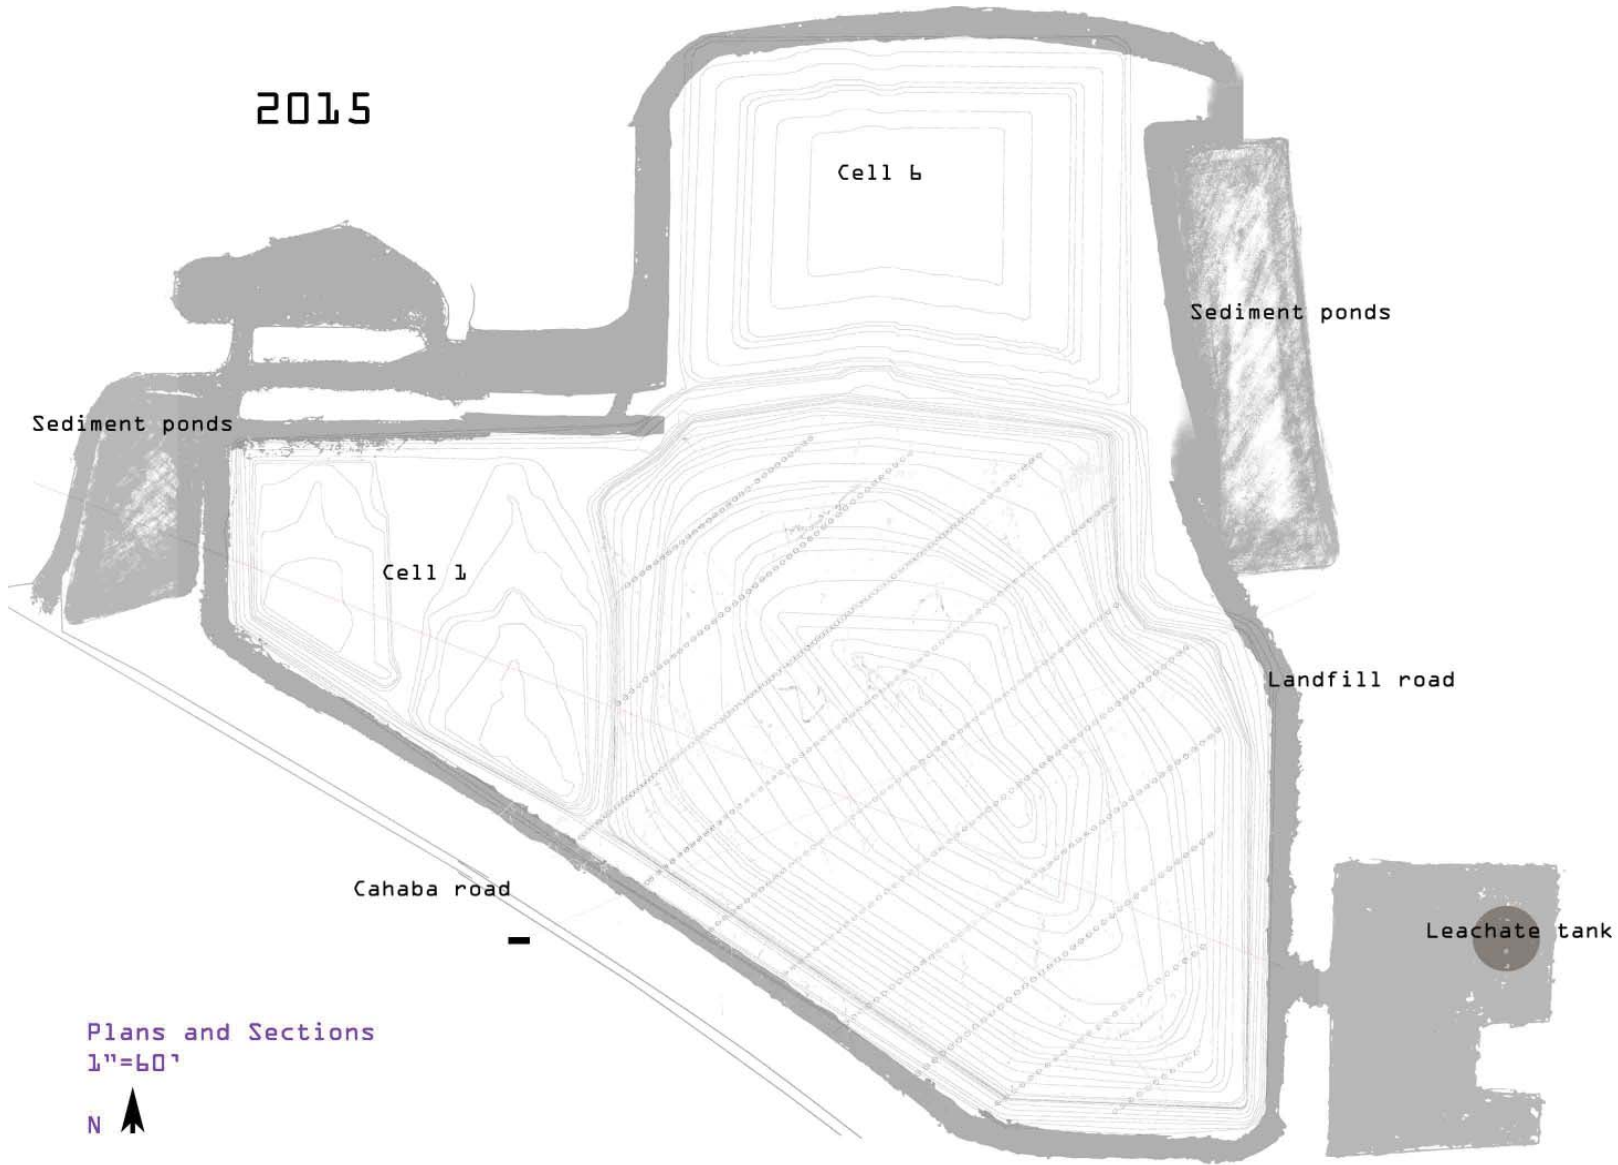 2015
Cell 6
Sediment ponds
Sediment ponds
Cell 1
Landfill road
Cahaba road
Leachate tank
Plans and Sections
1"=60'
N